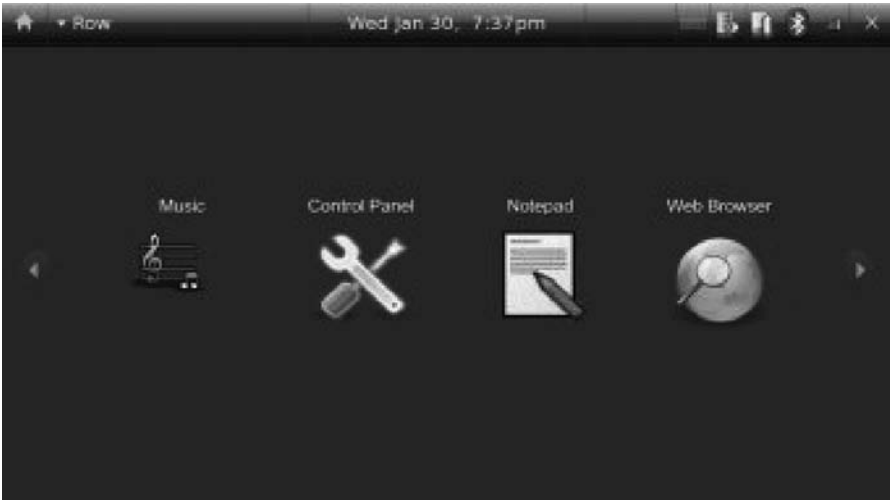 Row
Wed Jan 30, 7:37pm
Music
Control Panel
Notepad
Web Browser